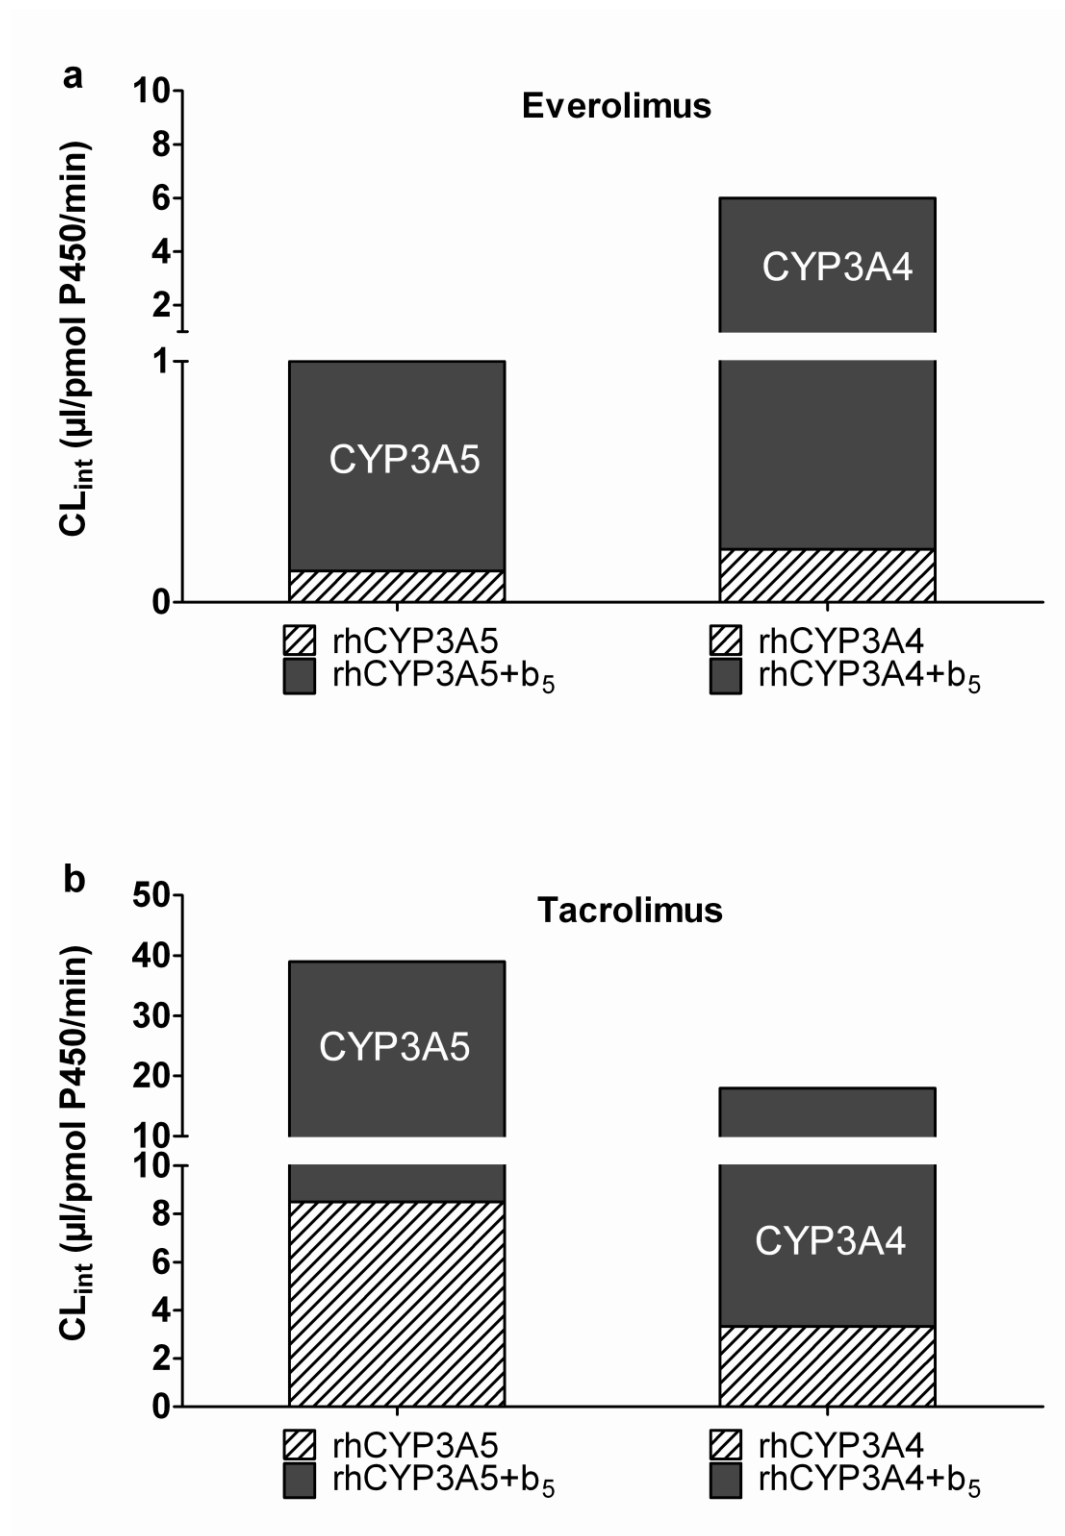 a
Everolimus
CLint (µl/pmol P450/min)
10
8
6
4
2
1
0
CYP3A5
CYP3A4
rhCYP3A5
rhCYP3A5+b5
rhCYP3A4
rhCYP3A4+b5
b
Tacrolimus
CLint (µl/pmol P450/min)
50
40
30
20
10
10
8
6
4
2
0
CYP3A5
CYP3A4
rhCYP3A5
rhCYP3A5+b5
rhCYP3A4
rhCYP3A4+b5